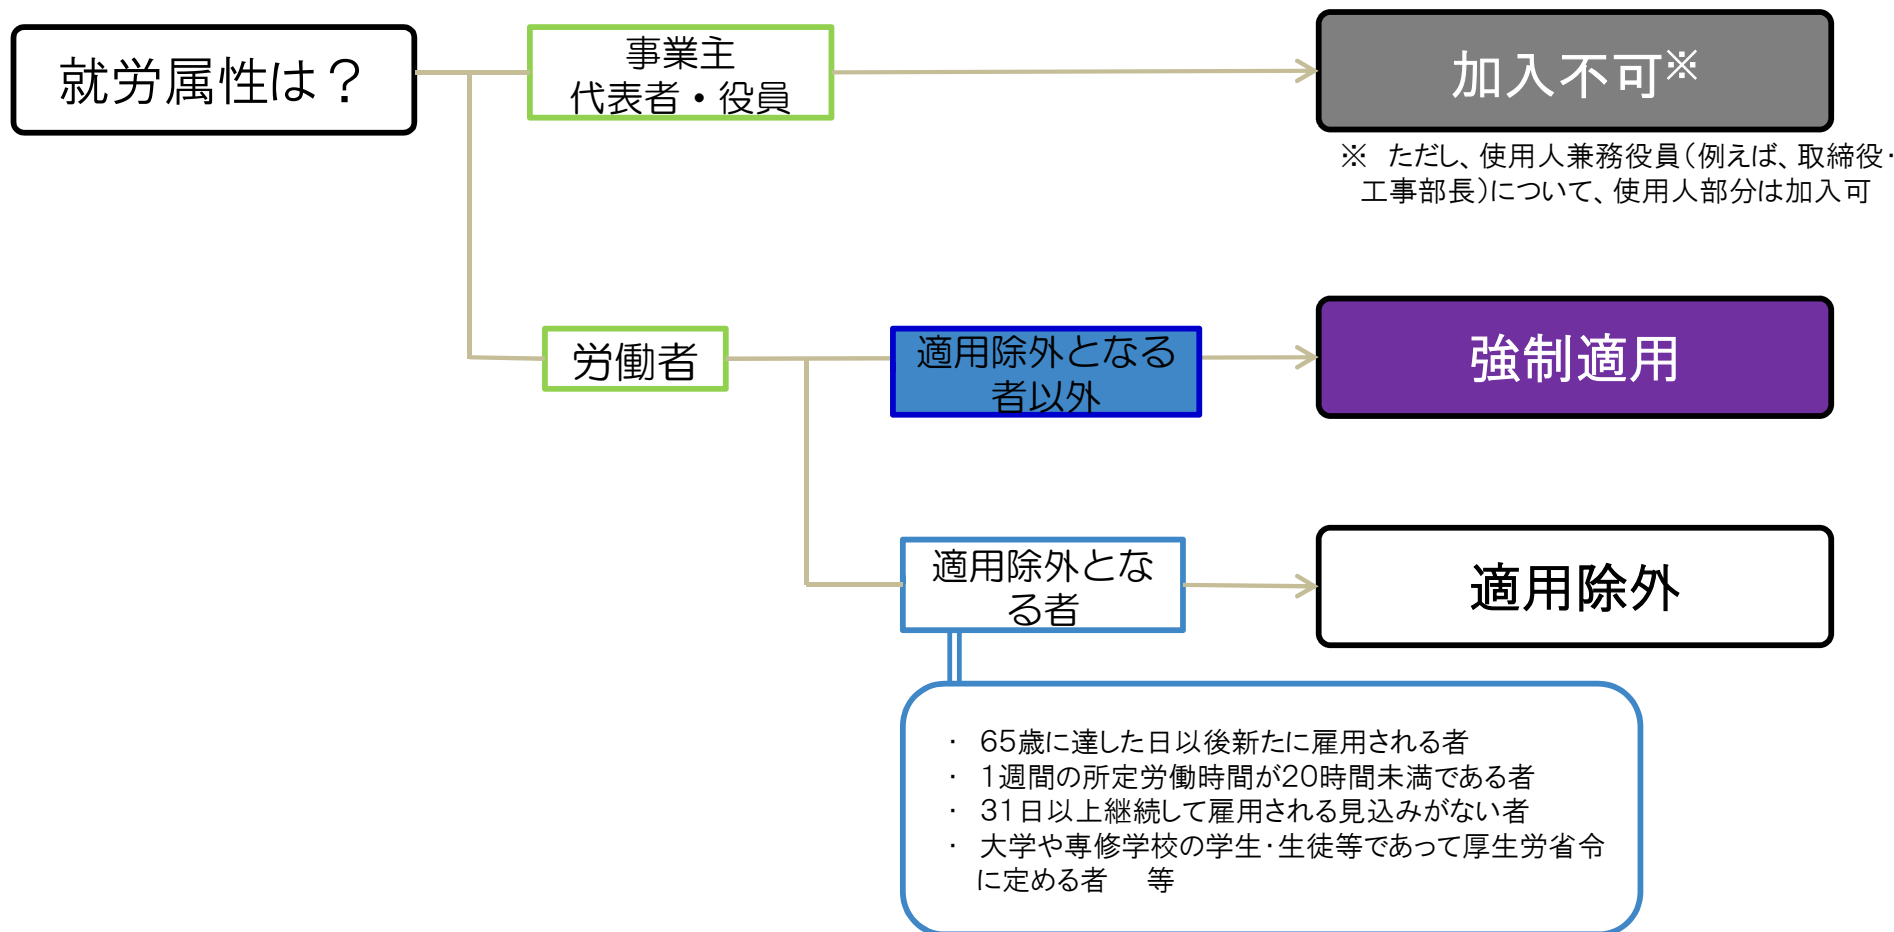 就労属性は？
事業主
代表者・役員
加入不可※
※　ただし、使用人兼務役員（例えば、取締役・
工事部長）について、使用人部分は加入可
労働者
適用除外となる
者以外
強制適用
適用除外とな
る者
適用除外
・ 65歳に達した日以後新たに雇用される者
・ 1週間の所定労働時間が20時間未満である者
・ 31日以上継続して雇用される見込みがない者
・ 大学や専修学校の学生・生徒等であって厚生労省令
に定める者　等